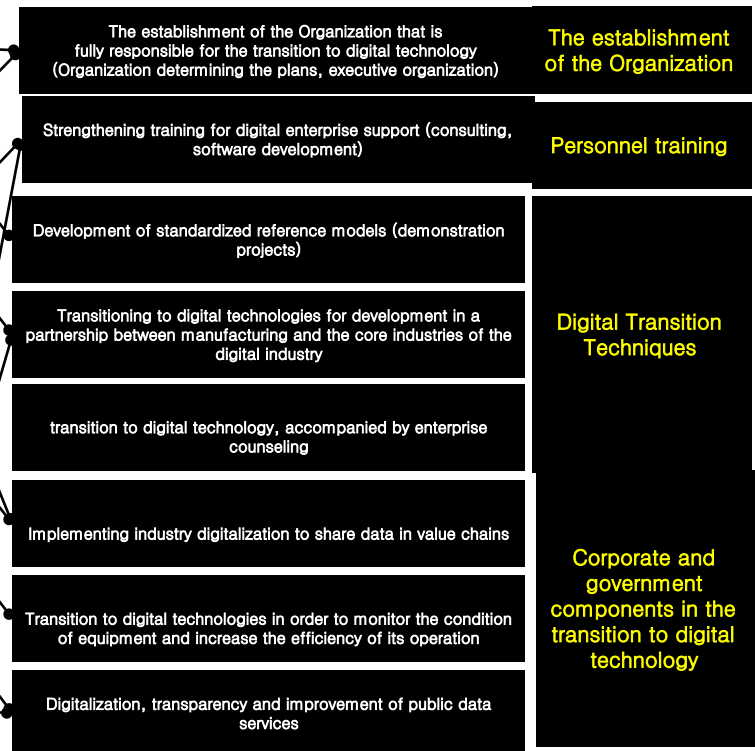 The establishment of the Organization that is
fully responsible for the transition to digital technology
(Organization determining the plans, executive organization)
The establishment
of the Organization
Strengthening training for digital enterprise support (consulting,
software development)
Personnel training
Development of standardized reference models (demonstration
projects)
Transitioning to digital technologies for development in a
partnership between manufacturing and the core industries of the
digital industry
transition to digital technology, accompanied by enterprise
counseling
Digital Transition
Techniques
Implementing industry digitalization to share data in value chains
Transition to digital technologies in order to monitor the condition
of equipment and increase the efficiency of its operation
Digitalization, transparency and improvement of public data
services
Corporate and
government
components in the
transition to digital
technology